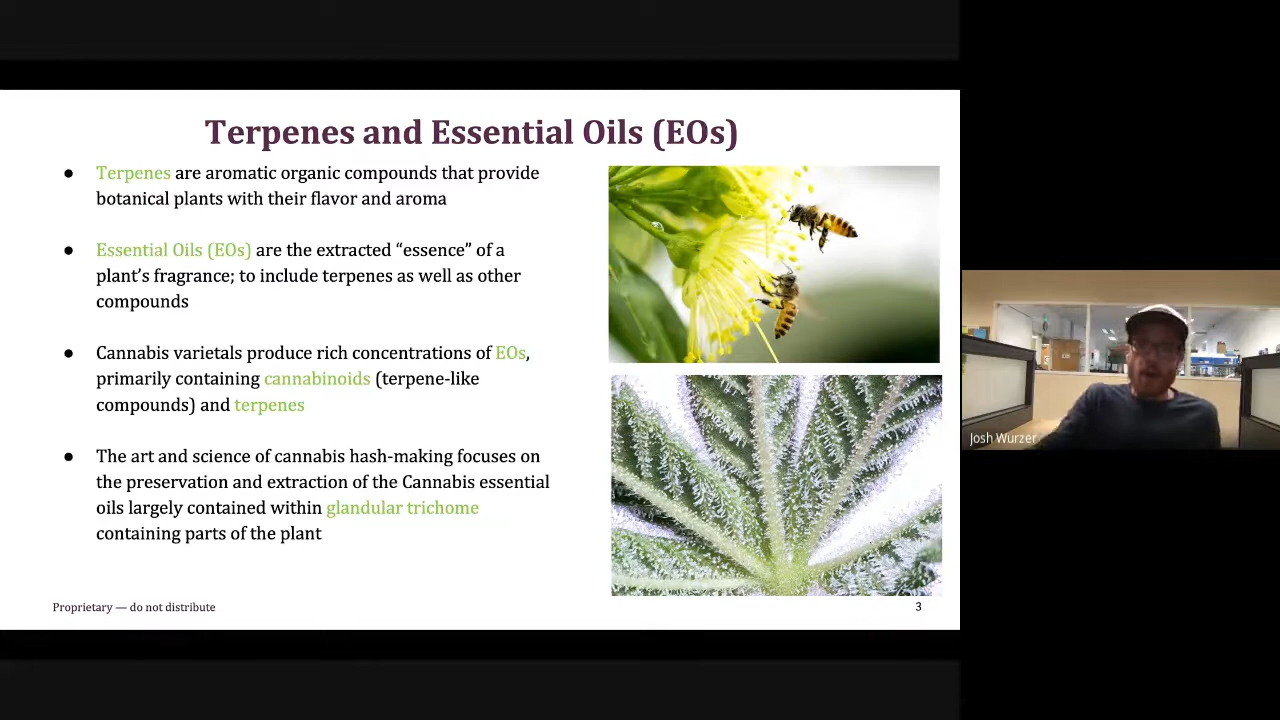 Terpenes and Essential Oils (EOs)
● Terpenes are aromatic organic compounds that provide
botanical plants with their flavor and aroma
● Essential Oils (EOs) are the extracted “essence” of a
plant’s fragrance; to include terpenes as well as other
compounds
● Cannabis varietals produce rich concentrations of EOs,
primarily containing cannabinoids (terpene-like
compounds) and terpenes
● The art and science of cannabis hash-making focuses on
the preservation and extraction of the Cannabis essential
oils largely contained within glandular trichome
containing parts of the plant
Proprietary — do not distribute
3
Josh Wurzer